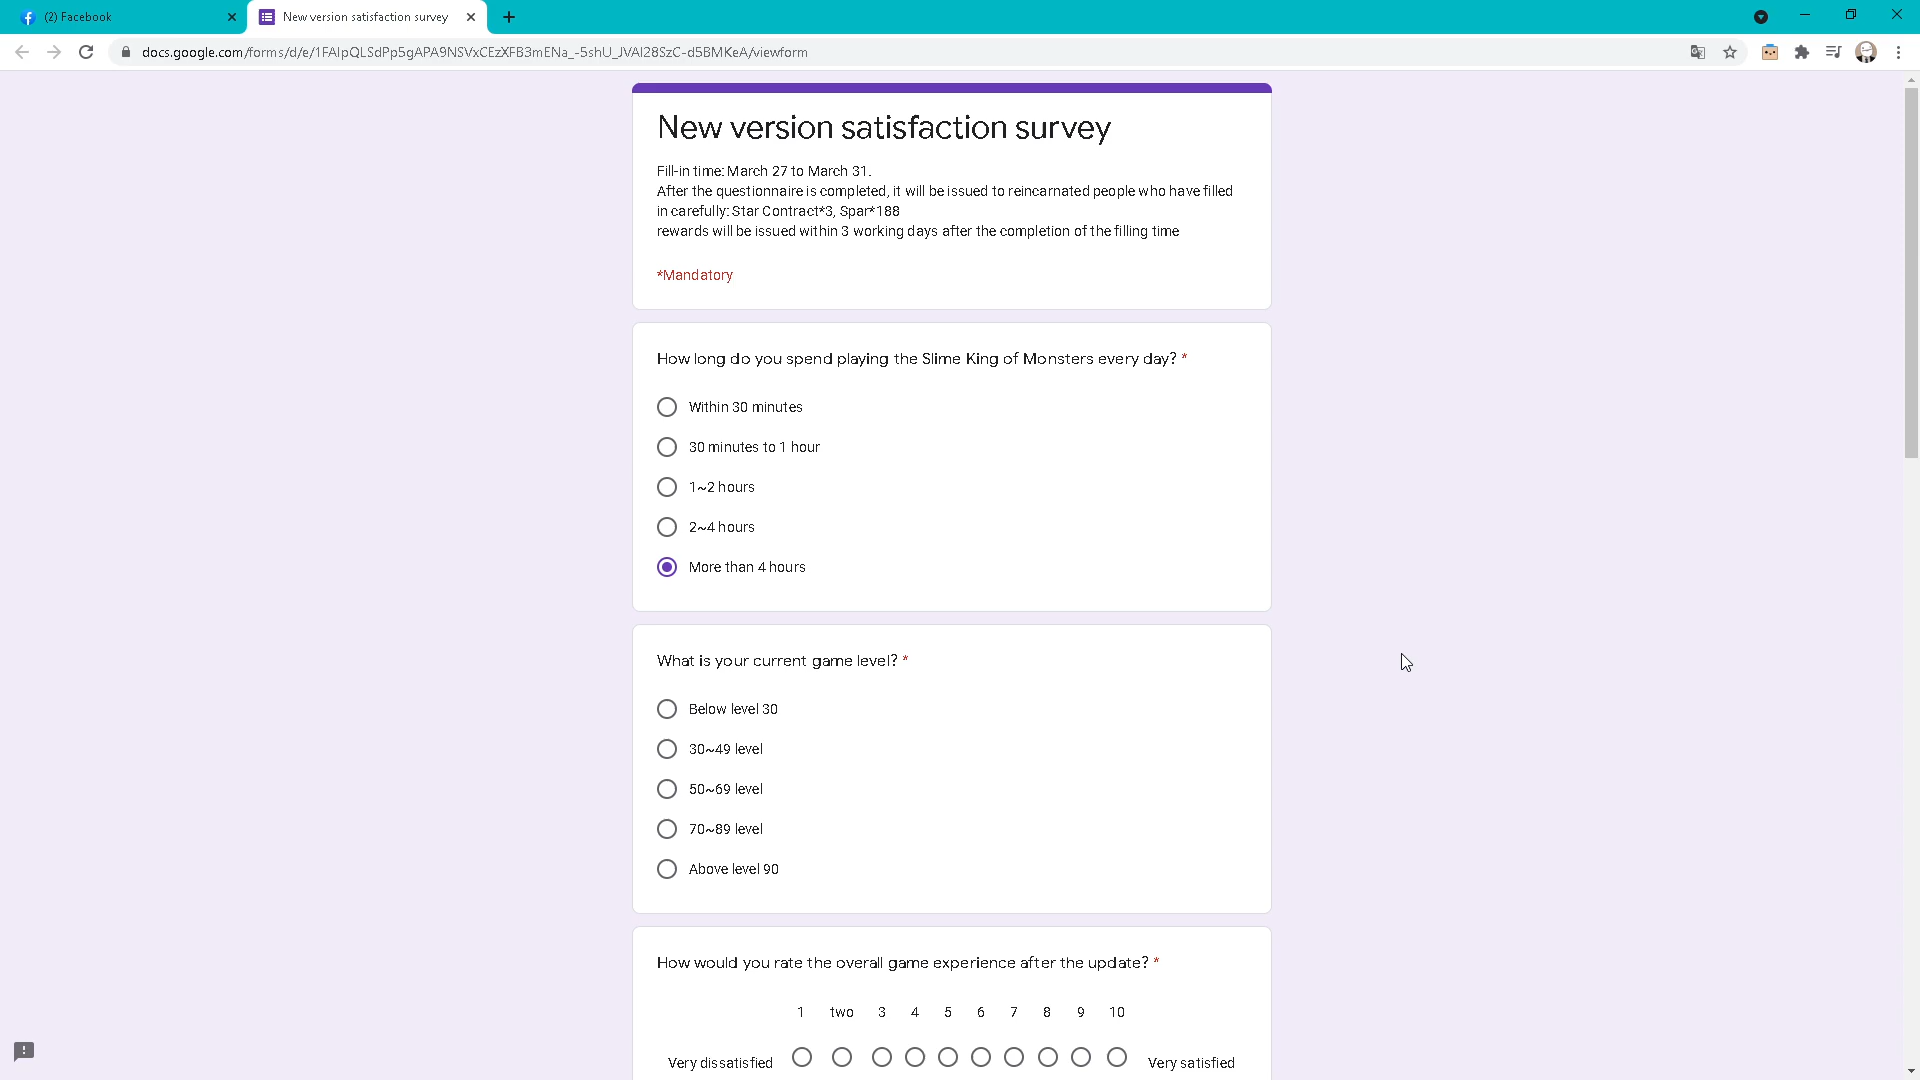 (2) Facebook
New version satisfaction survey
docs.google.com/forms/d/e/1FAIpQLSdPp5gAPA9NSVxCEzXFB3mENa_-5shU_JVAI28SzC-d5BMKeA/viewform
New version satisfaction survey
Fill-in time: March 27 to March 31.
After the questionnaire is completed, it will be issued to reincarnated people who have filled
in carefully: Star Contract*3, Spar*188
rewards will be issued within 3 working days after the completion of the filling time
*Mandatory
How long do you spend playing the Slime King of Monsters every day? *
Within 30 minutes
30 minutes to 1 hour
1~2 hours
2~4 hours
More than 4 hours
What is your current game level? *
Below level 30
30~49 level
50~69 level
70~89 level
Above level 90
How would you rate the overall game experience after the update? *
1 two 3 4 5 6 7 8 9 10
Very dissatisfied Very satisfied